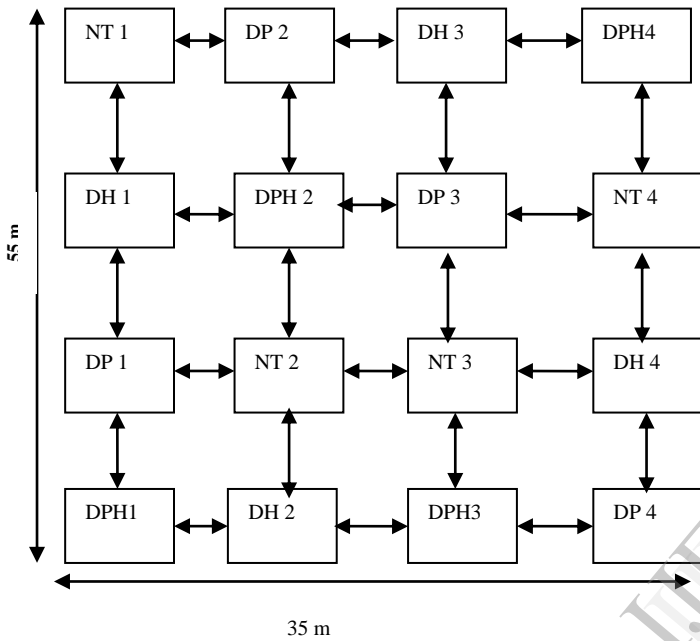 NT 1 DP 2 DH 3 DPH4
DH 1 DPH 2 DP 3 NT 4
55 m
DP 1 NT 2 NT 3 DH 4
DPH1 DH 2 DPH3 DP 4
35 m